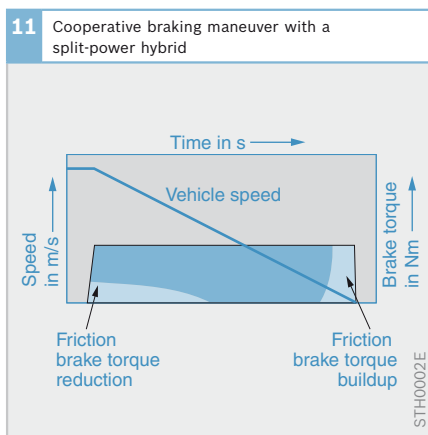 11 Cooperative braking maneuver with a
split-power hybrid
Time in s
Vehicle speed
Speed
in m/s
Brake torque
in Nm
Friction
brake torque
reduction
Friction
brake torque
buildup
STH0002E